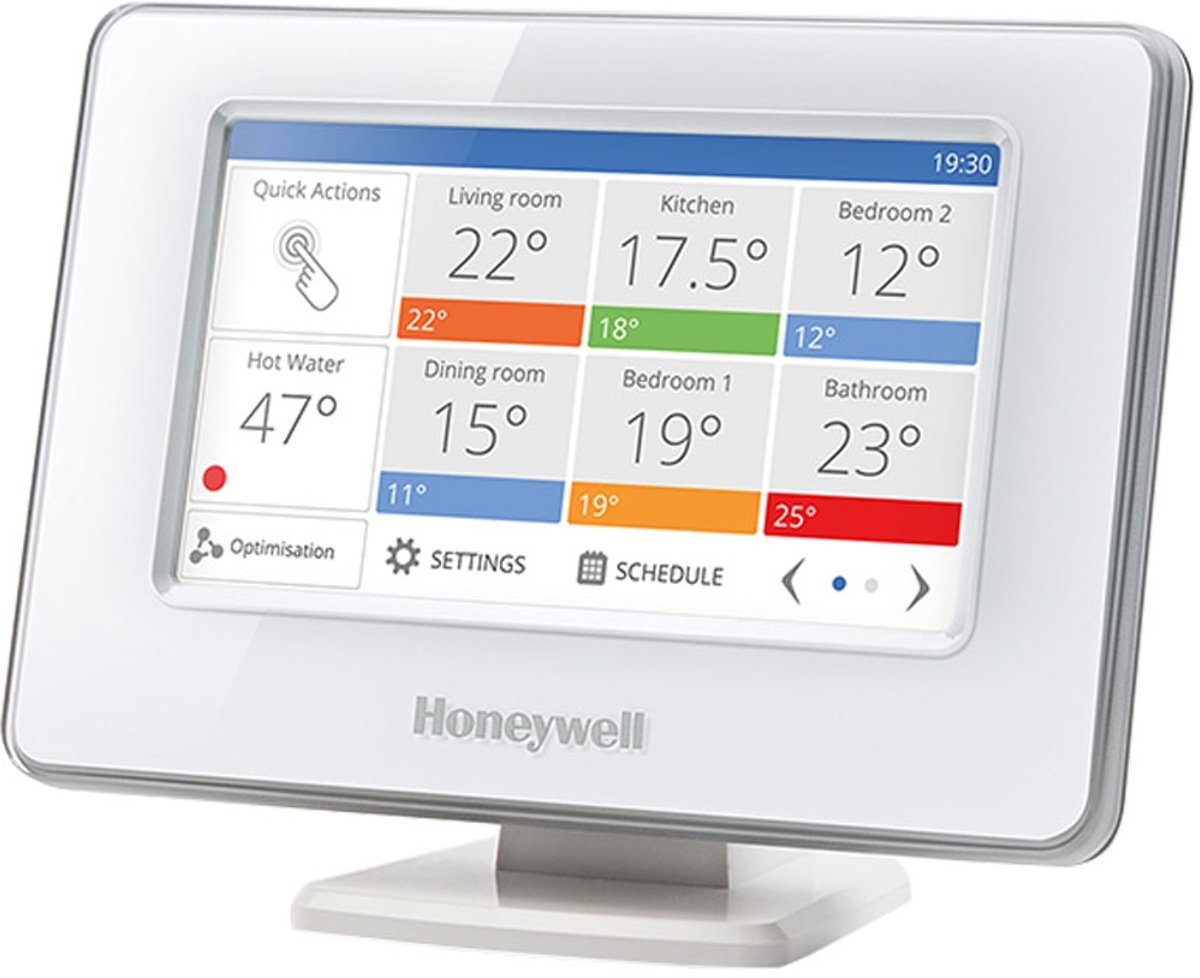 19:30
Quick Actions
Living room
22°
22°
Kitchen
17.5°
18°
Bedroom 2
12°
12°
Hot Water
47°
Dining room
15°
11°
Bedroom 1
19°
19°
Bathroom
23°
25°
Optimisation
SETTINGS
SCHEDULE
Honeywell